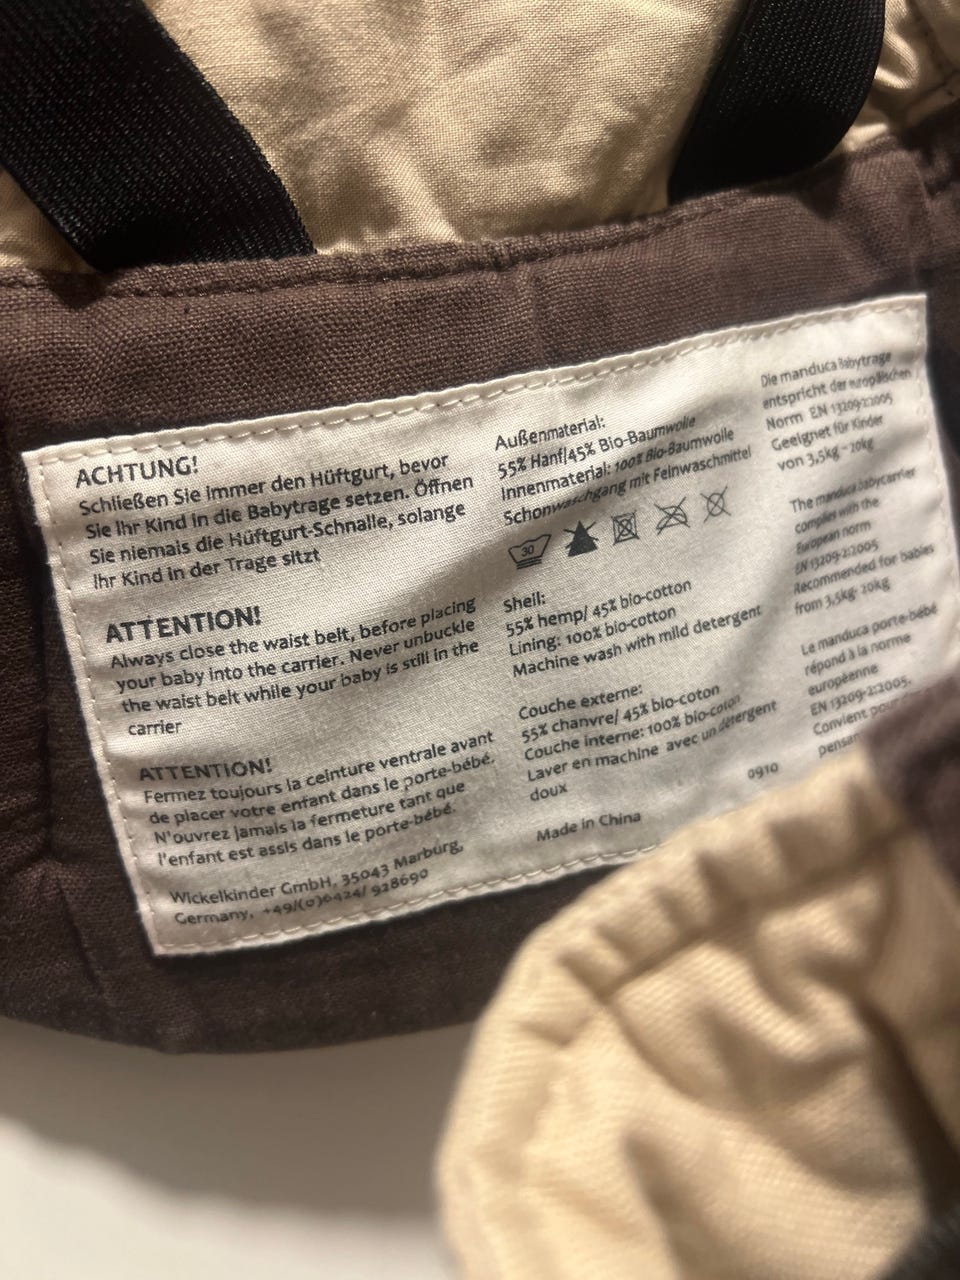 ACHTUNG!
Schließen Sie immer den Hüftgurt, bevor
Sie Ihr Kind in die Babytrage setzen. Öffnen
Sie niemals die Hüftgurt-Schnalle, solange
Ihr Kind in der Trage sitzt
ATTENTION!
Always close the waist belt, before placing
your baby into the carrier. Never unbuckle
the waist belt while your baby is still in the
carrier
ATTENTION!
Fermez toujours la ceinture ventrale avant
de placer votre enfant dans le porte-bébé.
N'ouvrez jamais la fermeture tant que
l'enfant est assis dans le porte-bébé.
Wickelkinder GmbH, 35043 Marburg,
Germany, +49/(0)6424/ 928690
Außenmaterial:
55% Hanf/45% Bio-Baumwolle
Innenmaterial: 100% Bio-Baumwolle
Schonwaschgang mit Feinwaschmittel
30
Shell:
55% hemp/ 45% bio-cotton
Lining: 100% bio-cotton
Machine wash with mild detergent
Couche externe:
55% chanvre/ 45% bio-coton
Couche interne: 100% bio-coton
Laver en machine avec un détergent
doux
0910
Made in China
Die manduca Babytrage
entspricht der europäischen
Norm EN 13209-2:2005
Geeignet für Kinder
von 3,5kg - 20kg
The manduca babycarrier
complies with the
European norm
EN 13209-2:2005
Recommended for babies
from 3,5kg- 20kg
Le manduca porte-bébé
répond à la norme
européenne
EN 13209-2:2005.
Convient